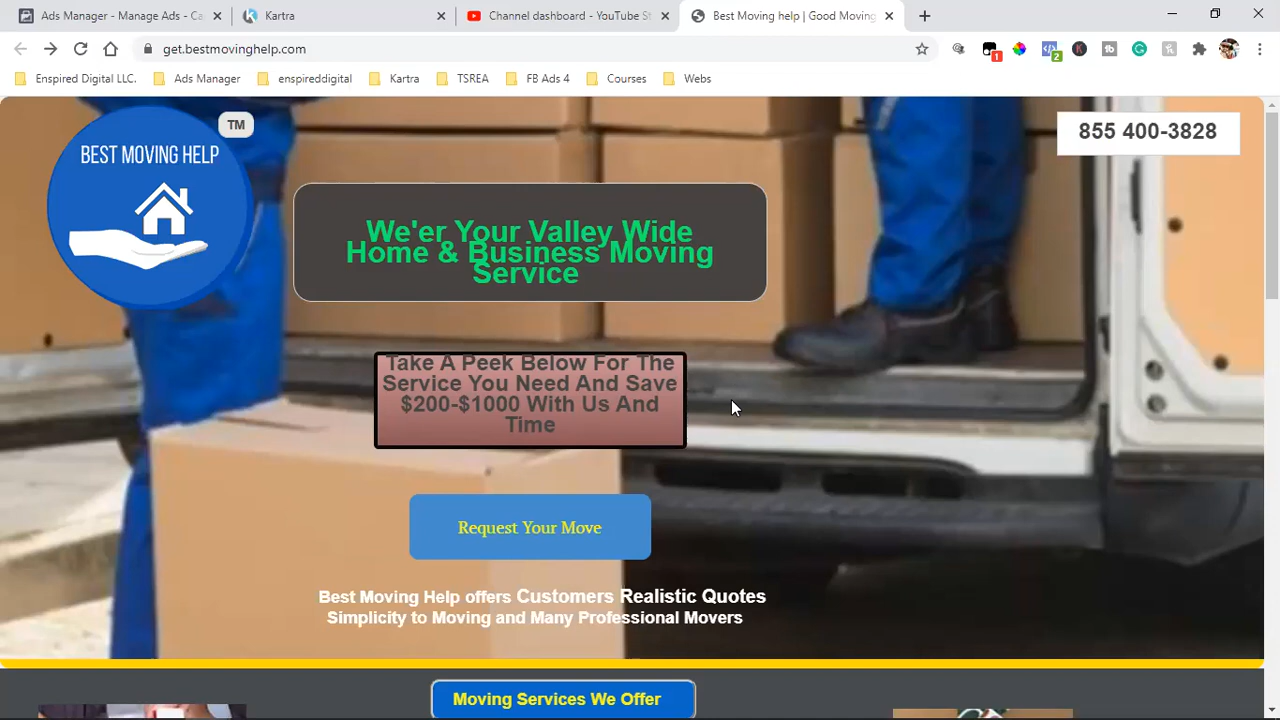 Ads Manager - Manage Ads - Ca
Kartra
Channel dashboard - YouTube St
Best Moving help | Good Moving
get.bestmovinghelp.com
1
2
Enspired Digital LLC.
Ads Manager
enspireddigital
Kartra
TSREA
FB Ads 4
Courses
Webs
TM
BEST MOVING HELP
855 400-3828
We'er Your Valley Wide
Home & Business Moving
Service
Take A Peek Below For The
Service You Need And Save
$200-$1000 With Us And
Time
Request Your Move
Best Moving Help offers Customers Realistic Quotes
Simplicity to Moving and Many Professional Movers
Moving Services We Offer